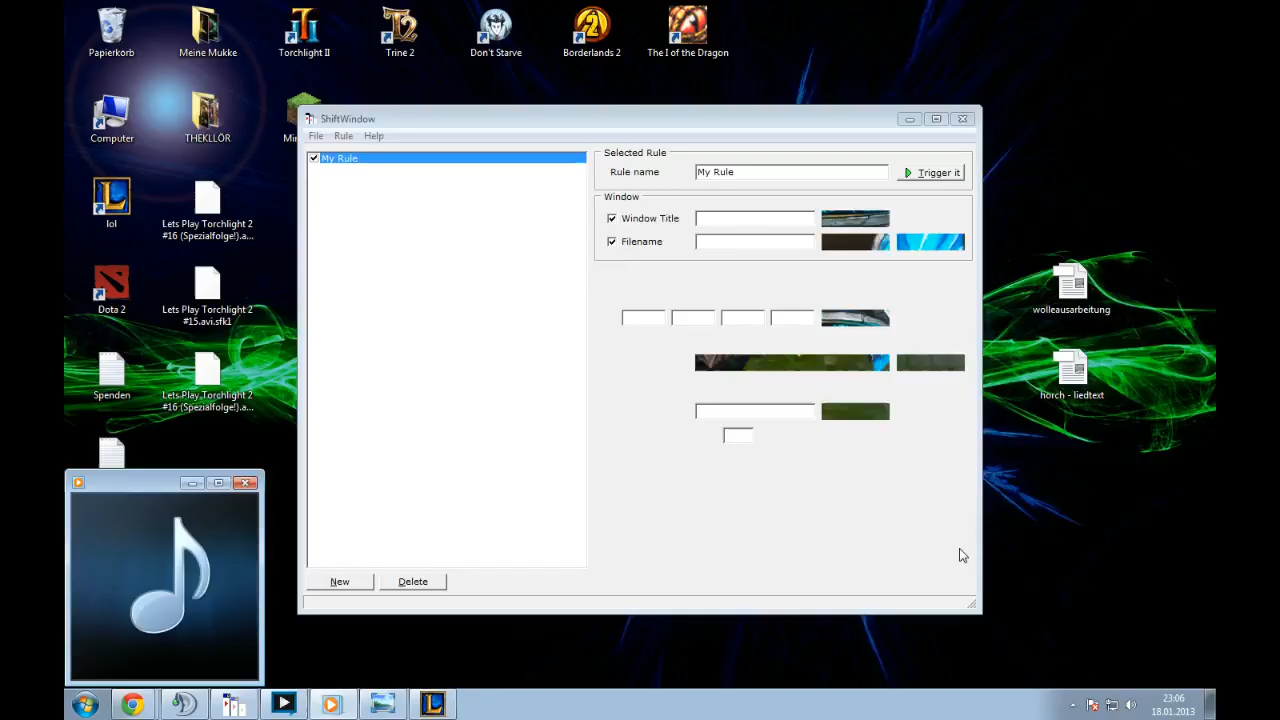 Papierkorb
Meine Mukke
Torchlight II
Trine 2
Don't Starve
Borderlands 2
The I of the Dragon
Computer
THEKLLÖR
lol
Lets Play Torchlight 2
#16 (Spezialfolge!).a...
Dota 2
Lets Play Torchlight 2
#15.avi.sfk1
Spenden
Lets Play Torchlight 2
#16 (Spezialfolge!).a...
ShiftWindow
File Rule Help
My Rule
Selected Rule
Rule name
My Rule
Trigger it
Window
Window Title
Filename
New
Delete
wolleausarbeitung
horch - liedtext
23:06
18.01.2013